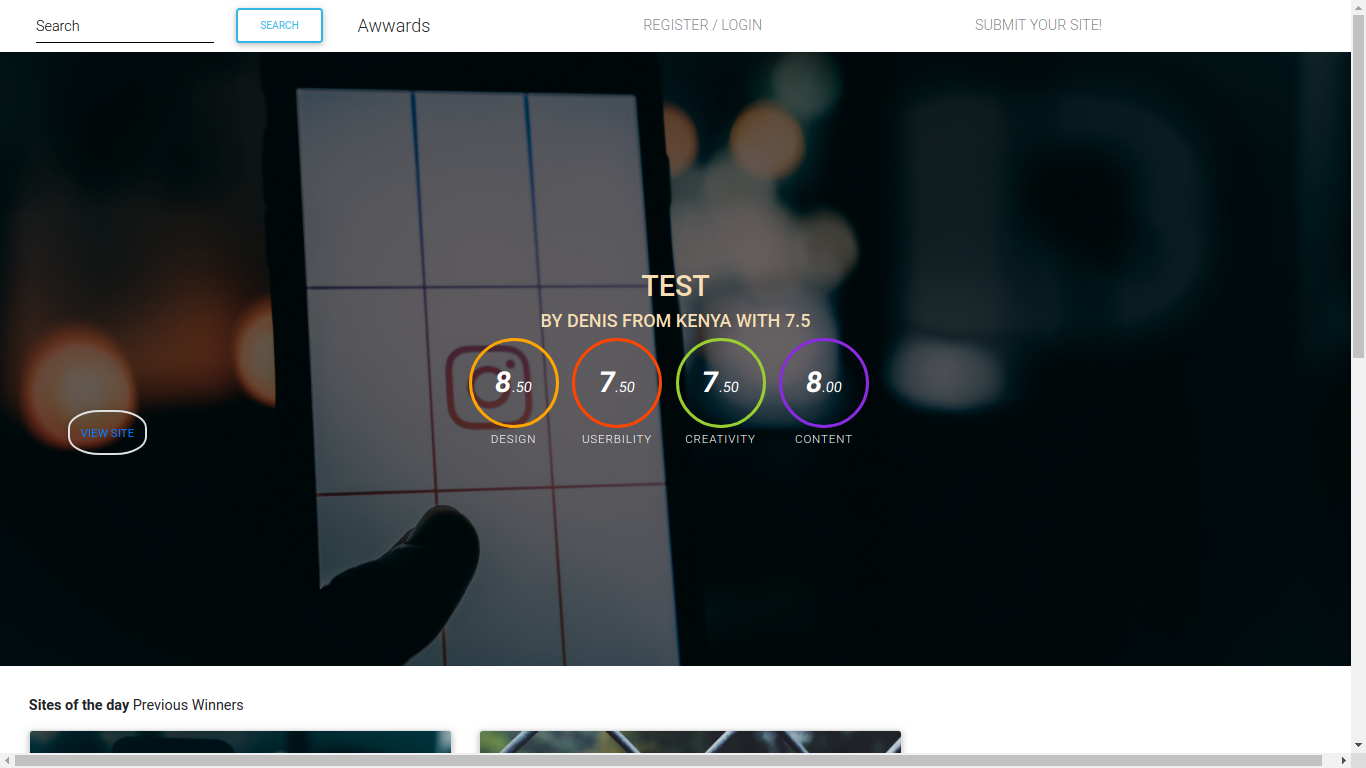 Search SEARCH Awwards REGISTER / LOGIN SUBMIT YOUR SITE!
TEST
BY DENIS FROM KENYA WITH 7.5
8.50 7.50 7.50 8.00
VIEW SITE
DESIGN USERBILITY CREATIVITY CONTENT
Sites of the day Previous Winners